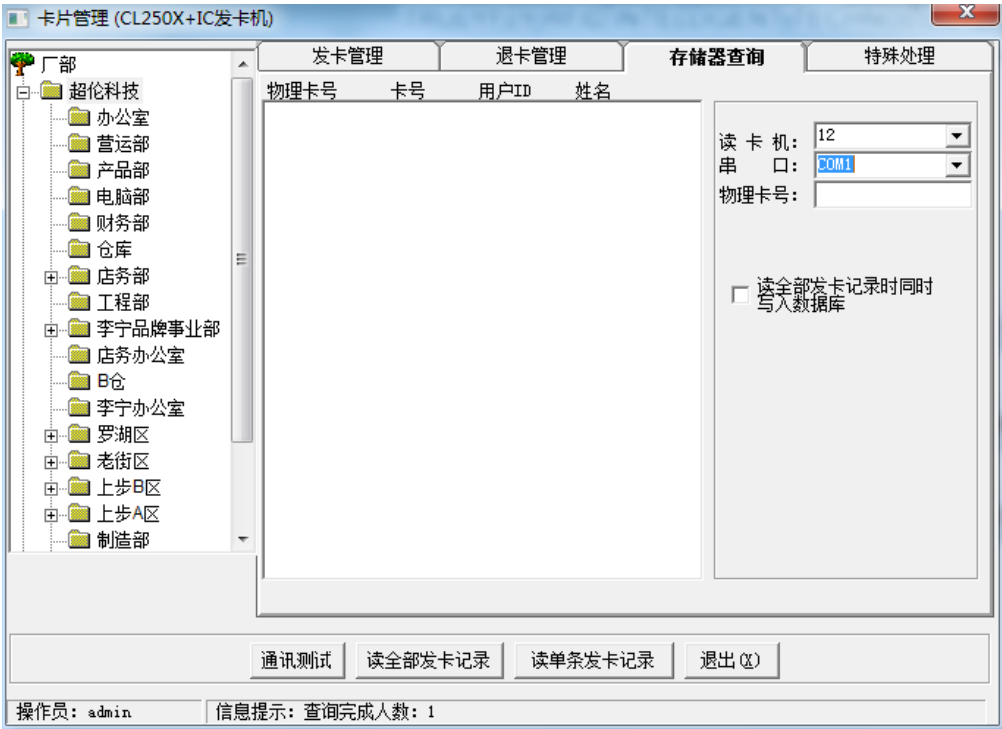 卡片管理 (CL250X+IC发卡机)
厂部
超伦科技
办公室
营运部
产品部
电脑部
财务部
仓库
店务部
工程部
李宁品牌事业部
店务办公室
B仓
李宁办公室
罗湖区
老街区
上步B区
上步A区
制造部
发卡管理 退卡管理 存储器查询 特殊处理
物理卡号 卡号 用户ID 姓名
读 卡 机: 12
串 口: COM1
物理卡号:
读全部发卡记录时同时
写入数据库
通讯测试 读全部发卡记录 读单条发卡记录 退出(X)
操作员: admin 信息提示: 查询完成人数: 1